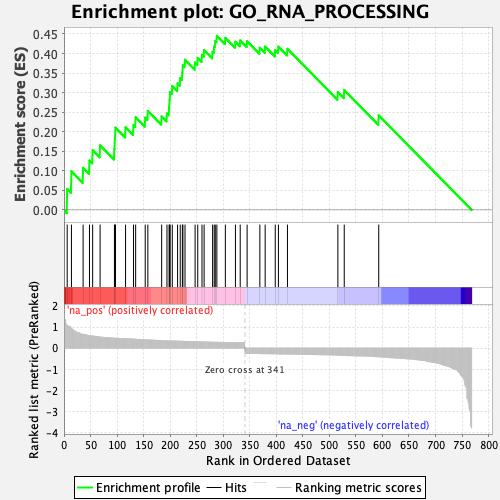 Enrichment plot: GO_RNA_PROCESSING
Enrichment score (ES)
0.45
0.40
0.35
0.30
0.25
0.20
0.15
0.10
0.05
0.00
'na_pos' (positively correlated)
Ranked list metric (PreRanked)
2
1
0
-1
-2
-3
-4
Zero cross at 341
'na_neg' (negatively correlated)
0 50 100 150 200 250 300 350 400 450 500 550 600 650 700 750 800
Rank in Ordered Dataset
Enrichment profile Hits Ranking metric scores